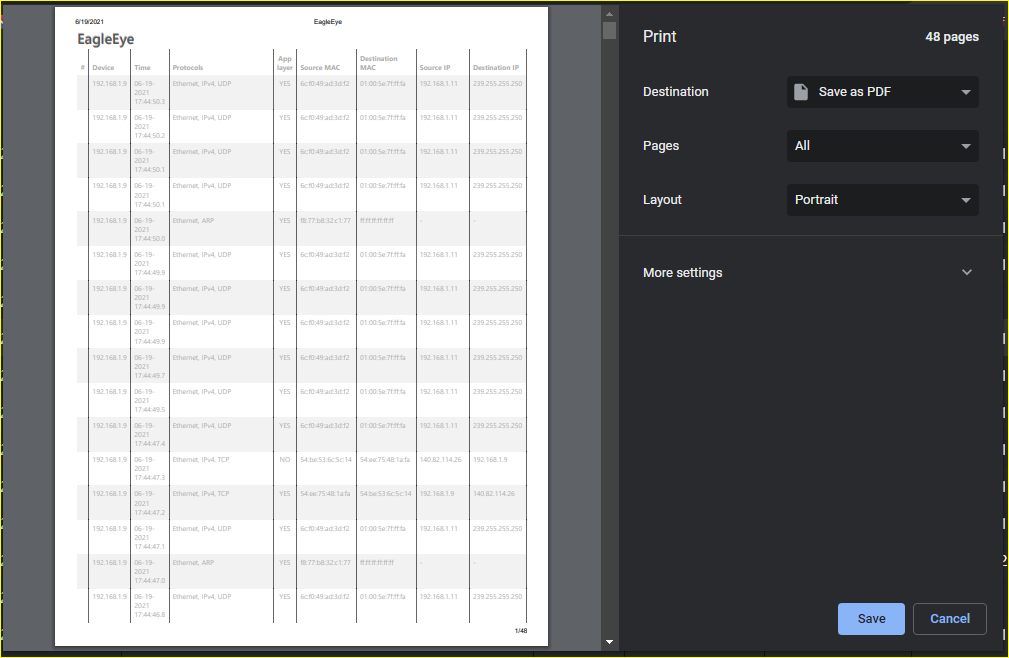 6/19/2021 EagleEye
EagleEye
# Device Time Protocols App layer Source MAC Destination MAC Source IP Destination IP
192.168.1.9 06-19-2021 17:44:50.3 Ethernet, IPv4, UDP YES 6c:f0:49:ad:3d:f2 01:00:5e:7f:ff:fa 192.168.1.11 239.255.255.250
192.168.1.9 06-19-2021 17:44:50.2 Ethernet, IPv4, UDP YES 6c:f0:49:ad:3d:f2 01:00:5e:7f:ff:fa 192.168.1.11 239.255.255.250
192.168.1.9 06-19-2021 17:44:50.1 Ethernet, IPv4, UDP YES 6c:f0:49:ad:3d:f2 01:00:5e:7f:ff:fa 192.168.1.11 239.255.255.250
192.168.1.9 06-19-2021 17:44:50.1 Ethernet, IPv4, UDP YES 6c:f0:49:ad:3d:f2 01:00:5e:7f:ff:fa 192.168.1.11 239.255.255.250
192.168.1.9 06-19-2021 17:44:50.0 Ethernet, ARP YES f8:77:b8:32:c1:77 ff:ff:ff:ff:ff:ff - -
192.168.1.9 06-19-2021 17:44:49.9 Ethernet, IPv4, UDP YES 6c:f0:49:ad:3d:f2 01:00:5e:7f:ff:fa 192.168.1.11 239.255.255.250
192.168.1.9 06-19-2021 17:44:49.9 Ethernet, IPv4, UDP YES 6c:f0:49:ad:3d:f2 01:00:5e:7f:ff:fa 192.168.1.11 239.255.255.250
192.168.1.9 06-19-2021 17:44:49.9 Ethernet, IPv4, UDP YES 6c:f0:49:ad:3d:f2 01:00:5e:7f:ff:fa 192.168.1.11 239.255.255.250
192.168.1.9 06-19-2021 17:44:49.7 Ethernet, IPv4, UDP YES 6c:f0:49:ad:3d:f2 01:00:5e:7f:ff:fa 192.168.1.11 239.255.255.250
192.168.1.9 06-19-2021 17:44:49.5 Ethernet, IPv4, UDP YES 6c:f0:49:ad:3d:f2 01:00:5e:7f:ff:fa 192.168.1.11 239.255.255.250
192.168.1.9 06-19-2021 17:44:47.4 Ethernet, IPv4, UDP YES 6c:f0:49:ad:3d:f2 01:00:5e:7f:ff:fa 192.168.1.11 239.255.255.250
192.168.1.9 06-19-2021 17:44:47.3 Ethernet, IPv4, TCP NO 54:be:53:6c:5c:14 54:ee:75:48:1a:fa 140.82.114.26 192.168.1.9
192.168.1.9 06-19-2021 17:44:47.2 Ethernet, IPv4, TCP YES 54:ee:75:48:1a:fa 54:be:53:6c:5c:14 192.168.1.9 140.82.114.26
192.168.1.9 06-19-2021 17:44:47.1 Ethernet, IPv4, UDP YES 6c:f0:49:ad:3d:f2 01:00:5e:7f:ff:fa 192.168.1.11 239.255.255.250
192.168.1.9 06-19-2021 17:44:47.0 Ethernet, ARP YES f8:77:b8:32:c1:77 ff:ff:ff:ff:ff:ff - -
192.168.1.9 06-19-2021 17:44:46.8 Ethernet, IPv4, UDP YES 6c:f0:49:ad:3d:f2 01:00:5e:7f:ff:fa 192.168.1.11 239.255.255.250
1/48
Print 48 pages
Destination Save as PDF
Pages All
Layout Portrait
More settings
Save Cancel